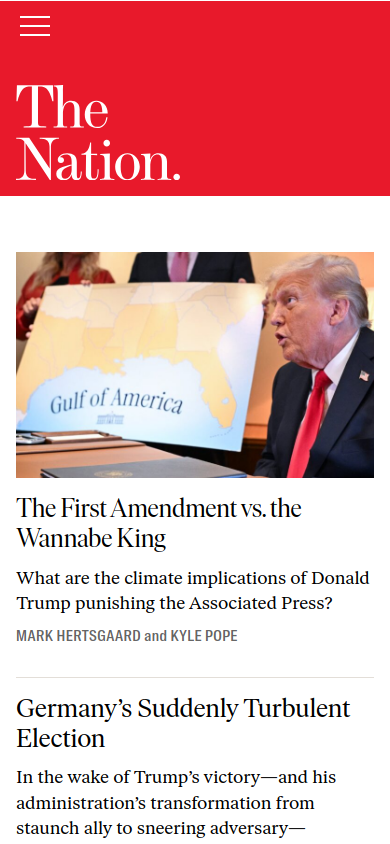 The
Nation.
Gulf of America
The First Amendment vs. the
Wannabe King
What are the climate implications of Donald
Trump punishing the Associated Press?
MARK HERTSGAARD and KYLE POPE
Germany’s Suddenly Turbulent
Election
In the wake of Trump’s victory—and his
administration’s transformation from
staunch ally to sneering adversary—